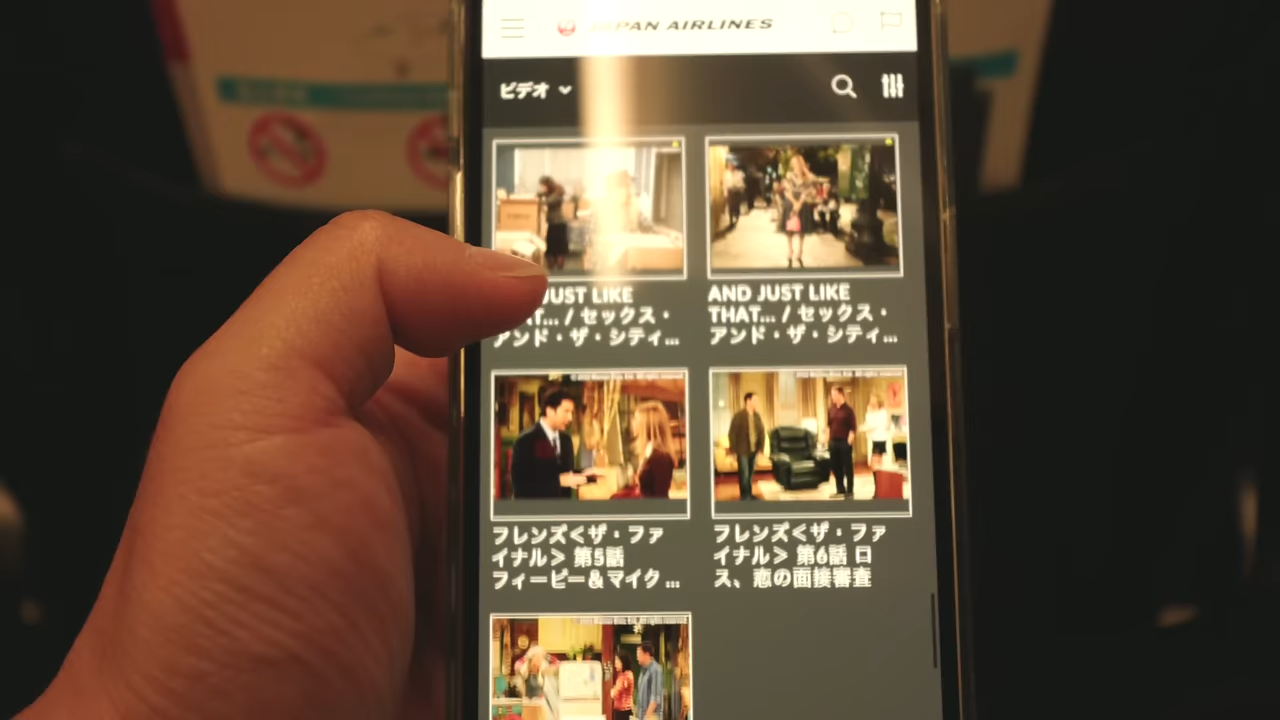 JAPAN AIRLINES
ビデオ
JUST LIKE
THAT... / セックス・
アンド・ザ・シティ...
AND JUST LIKE
THAT... / セックス・
アンド・ザ・シティ...
フレンズ<ザ・ファ
イナル> 第5話
フィービー&マイク...
フレンズ<ザ・ファ
イナル> 第6話 ロ
ス、恋の面接審査